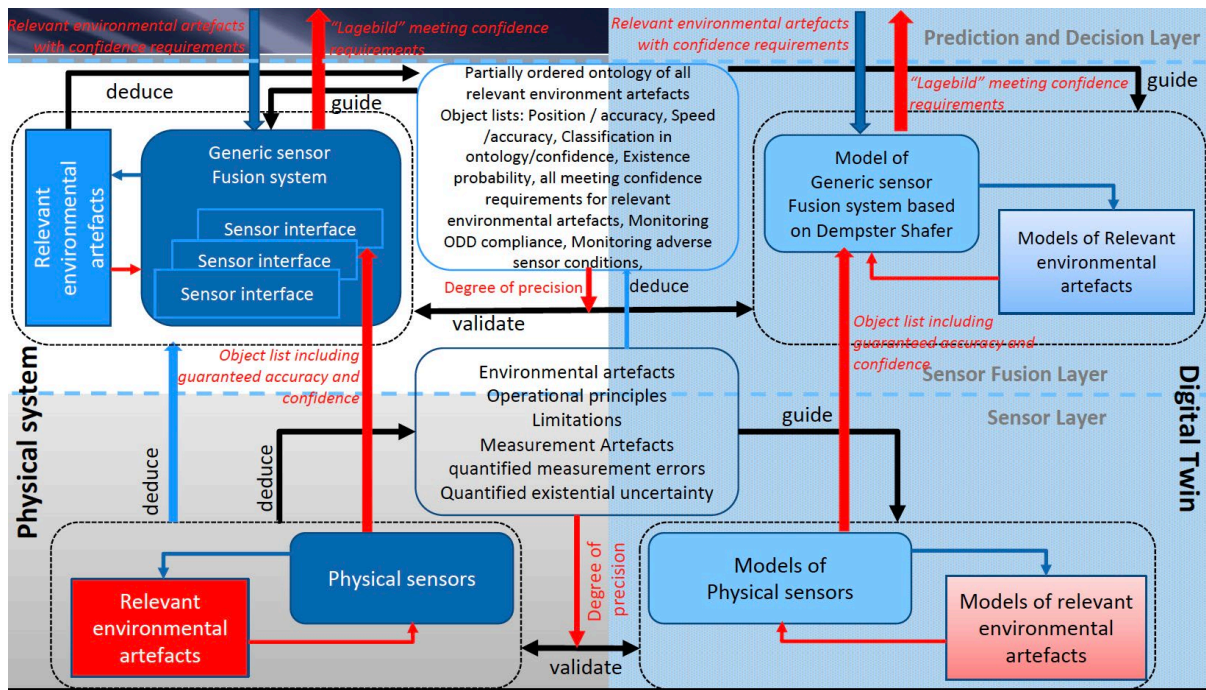 Relevant environmental artefacts
with confidence requirements
"Lagebild" meeting confidence
requirements
Relevant environmental artefacts
with confidence requirements
Prediction and Decision Layer
"Lagebild" meeting confidence
requirements
deduce
guide
guide
Partially ordered ontology of all
relevant environment artefacts
Object lists: Position / accuracy, Speed
/accuracy, Classification in
ontology/confidence, Existence
probability, all meeting confidence
requirements for relevant
environmental artefacts, Monitoring
ODD compliance, Monitoring adverse
sensor conditions,
Relevant
environmental
artefacts
Generic sensor
Fusion system
Sensor interface
Sensor interface
Sensor interface
Model of
Generic sensor
Fusion system based
on Dempster Shafer
Models of Relevant
environmental
artefacts
Degree of precision
deduce
validate
Object list including
guaranteed accuracy and
confidence
Object list including
guaranteed accuracy and
confidence
Sensor Fusion Layer
Sensor Layer
Physical system
Digital Twin
Environmental artefacts
Operational principles
Limitations
Measurement Artefacts
quantified measurement errors
Quantified existential uncertainty
deduce
deduce
guide
Physical sensors
Relevant
environmental
artefacts
Degree of
precision
validate
Models of
Physical sensors
Models of relevant
environmental
artefacts